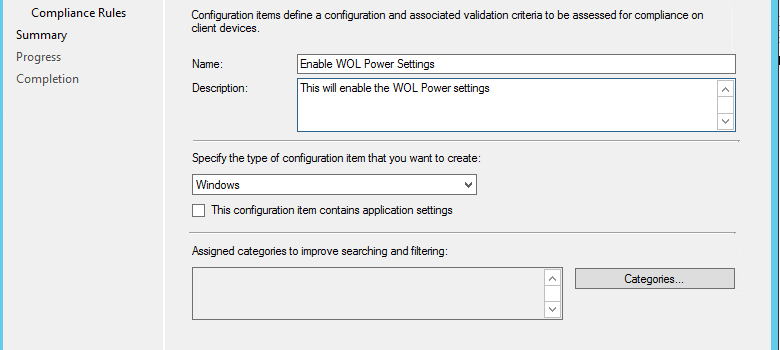 Compliance Rules
Summary
Progress
Completion
Configuration items define a configuration and associated validation criteria to be assessed for compliance on
client devices.
Name:
Enable WOL Power Settings
Description:
This will enable the WOL Power settings
Specify the type of configuration item that you want to create:
Windows
This configuration item contains application settings
Assigned categories to improve searching and filtering:
Categories...